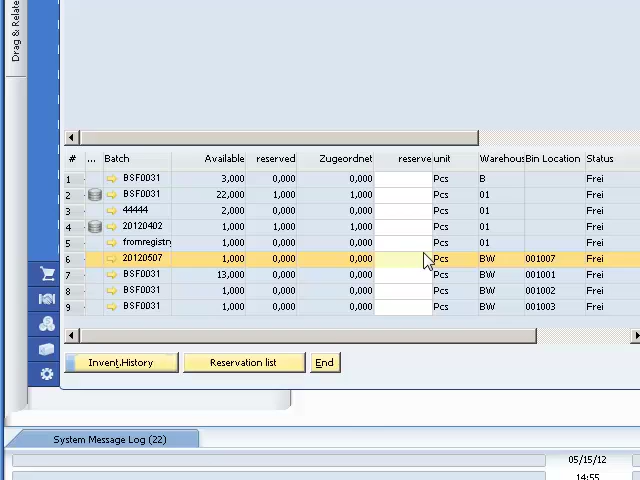 Drag & Relate
# ... Batch Available reserved Zugeordnet reserve unit Warehous Bin Location Status
1 BSF0031 3,000 0,000 0,000 Pcs B Frei
2 BSF0031 22,000 1,000 1,000 Pcs 01 Frei
3 44444 2,000 0,000 0,000 Pcs 01 Frei
4 20120402 1,000 1,000 1,000 Pcs 01 Frei
5 fromregistry 1,000 0,000 0,000 Pcs 01 Frei
6 20120507 1,000 0,000 0,000 Pcs BW 001007 Frei
7 BSF0031 13,000 0,000 0,000 Pcs BW 001001 Frei
8 BSF0031 1,000 0,000 0,000 Pcs BW 001002 Frei
9 BSF0031 1,000 0,000 0,000 Pcs BW 001003 Frei
Invent.History Reservation list End
System Message Log (22)
05/15/12
14:55